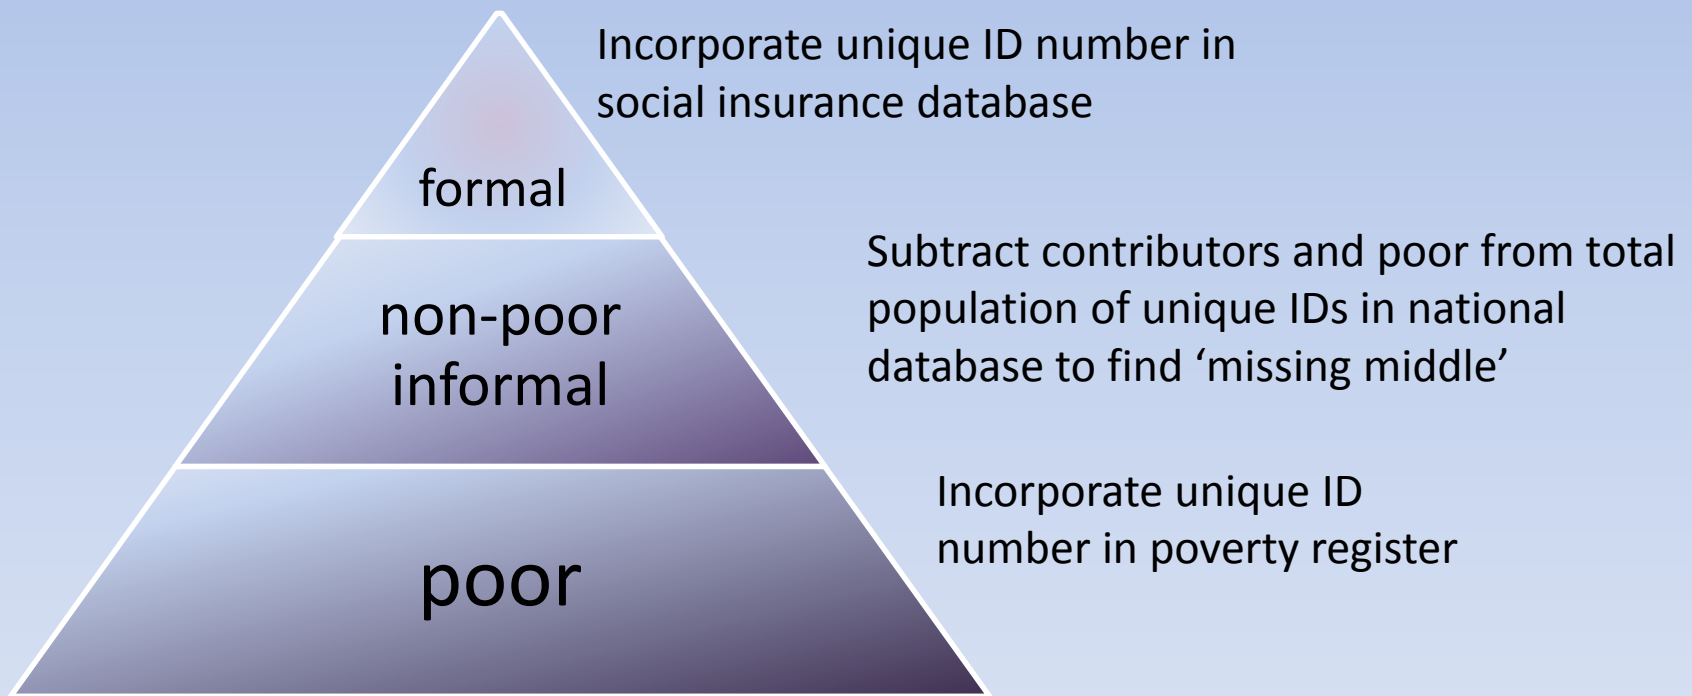 Incorporate unique ID number in
social insurance database
formal
Subtract contributors and poor from total
population of unique IDs in national
database to find ‘missing middle’
non-poor
informal
Incorporate unique ID
number in poverty register
poor